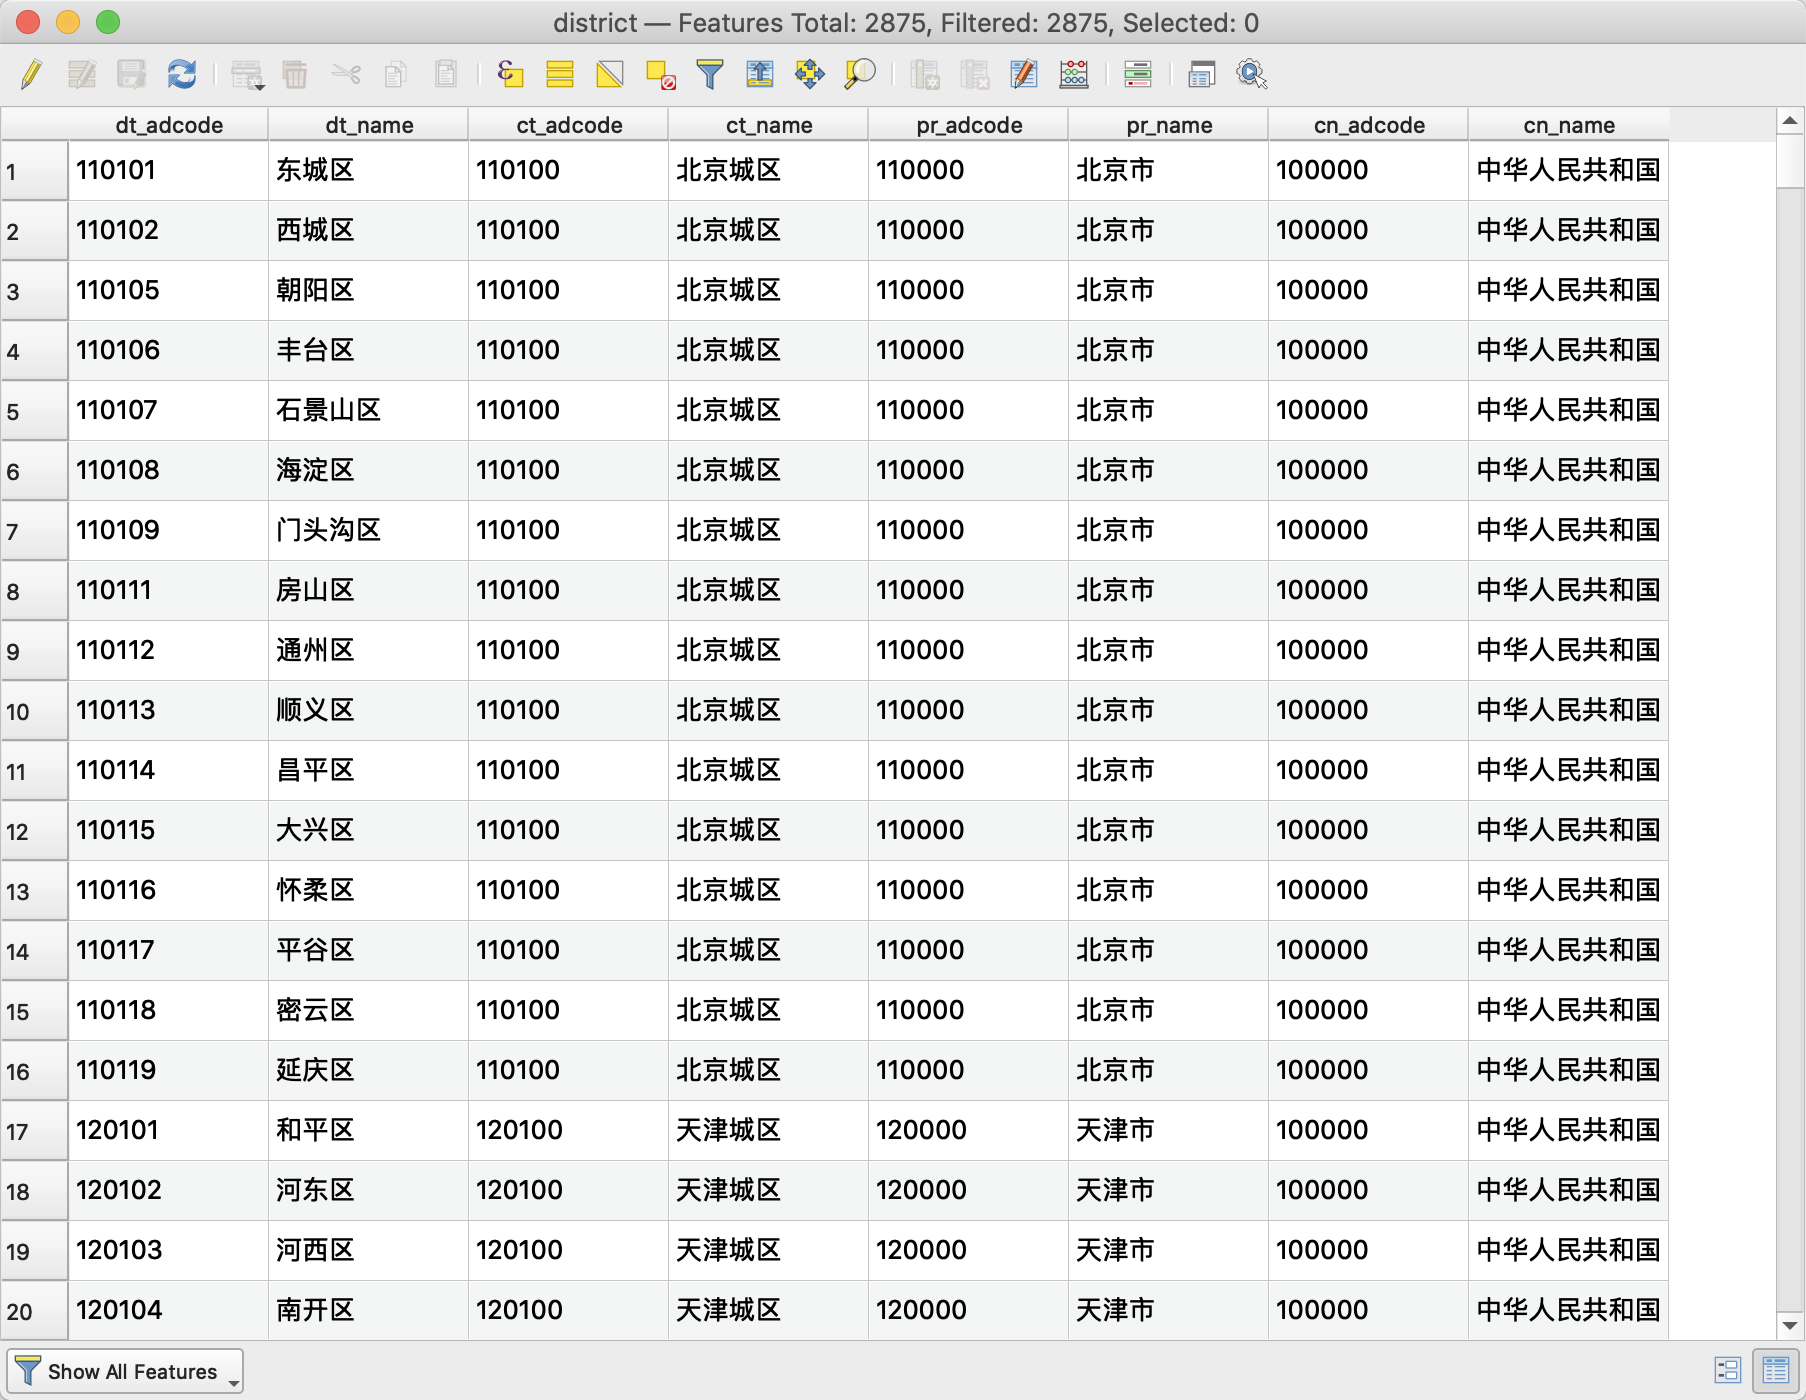 district — Features Total: 2875, Filtered: 2875, Selected: 0
dt_adcode dt_name ct_adcode ct_name pr_adcode pr_name cn_adcode cn_name
1 110101 东城区 110100 北京城区 110000 北京市 100000 中华人民共和国
2 110102 西城区 110100 北京城区 110000 北京市 100000 中华人民共和国
3 110105 朝阳区 110100 北京城区 110000 北京市 100000 中华人民共和国
4 110106 丰台区 110100 北京城区 110000 北京市 100000 中华人民共和国
5 110107 石景山区 110100 北京城区 110000 北京市 100000 中华人民共和国
6 110108 海淀区 110100 北京城区 110000 北京市 100000 中华人民共和国
7 110109 门头沟区 110100 北京城区 110000 北京市 100000 中华人民共和国
8 110111 房山区 110100 北京城区 110000 北京市 100000 中华人民共和国
9 110112 通州区 110100 北京城区 110000 北京市 100000 中华人民共和国
10 110113 顺义区 110100 北京城区 110000 北京市 100000 中华人民共和国
11 110114 昌平区 110100 北京城区 110000 北京市 100000 中华人民共和国
12 110115 大兴区 110100 北京城区 110000 北京市 100000 中华人民共和国
13 110116 怀柔区 110100 北京城区 110000 北京市 100000 中华人民共和国
14 110117 平谷区 110100 北京城区 110000 北京市 100000 中华人民共和国
15 110118 密云区 110100 北京城区 110000 北京市 100000 中华人民共和国
16 110119 延庆区 110100 北京城区 110000 北京市 100000 中华人民共和国
17 120101 和平区 120100 天津城区 120000 天津市 100000 中华人民共和国
18 120102 河东区 120100 天津城区 120000 天津市 100000 中华人民共和国
19 120103 河西区 120100 天津城区 120000 天津市 100000 中华人民共和国
20 120104 南开区 120100 天津城区 120000 天津市 100000 中华人民共和国
Show All Features